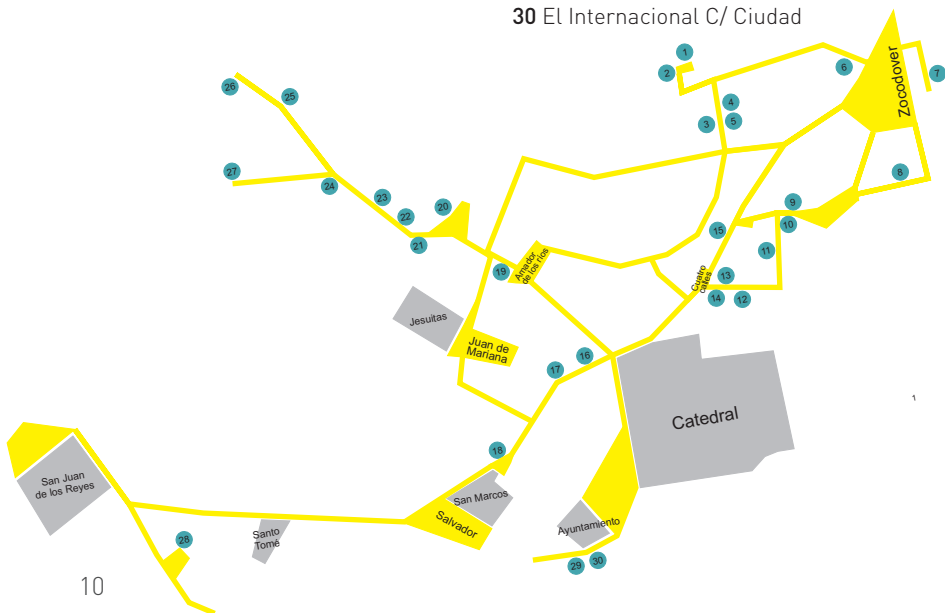 30 El Internacional C/ Ciudad
1
2
26
25
6
7
Zocodover
4
3
5
27
24
23
22
20
21
8
9
10
15
11
19
Amador
de los ríos
Cuatro
calles
13
14
12
Jesuitas
Juan de
Mariana
16
17
Catedral
1
18
San Juan
de los Reyes
San Marcos
Salvador
Ayuntamiento
Santo
Tomé
28
29
30
10